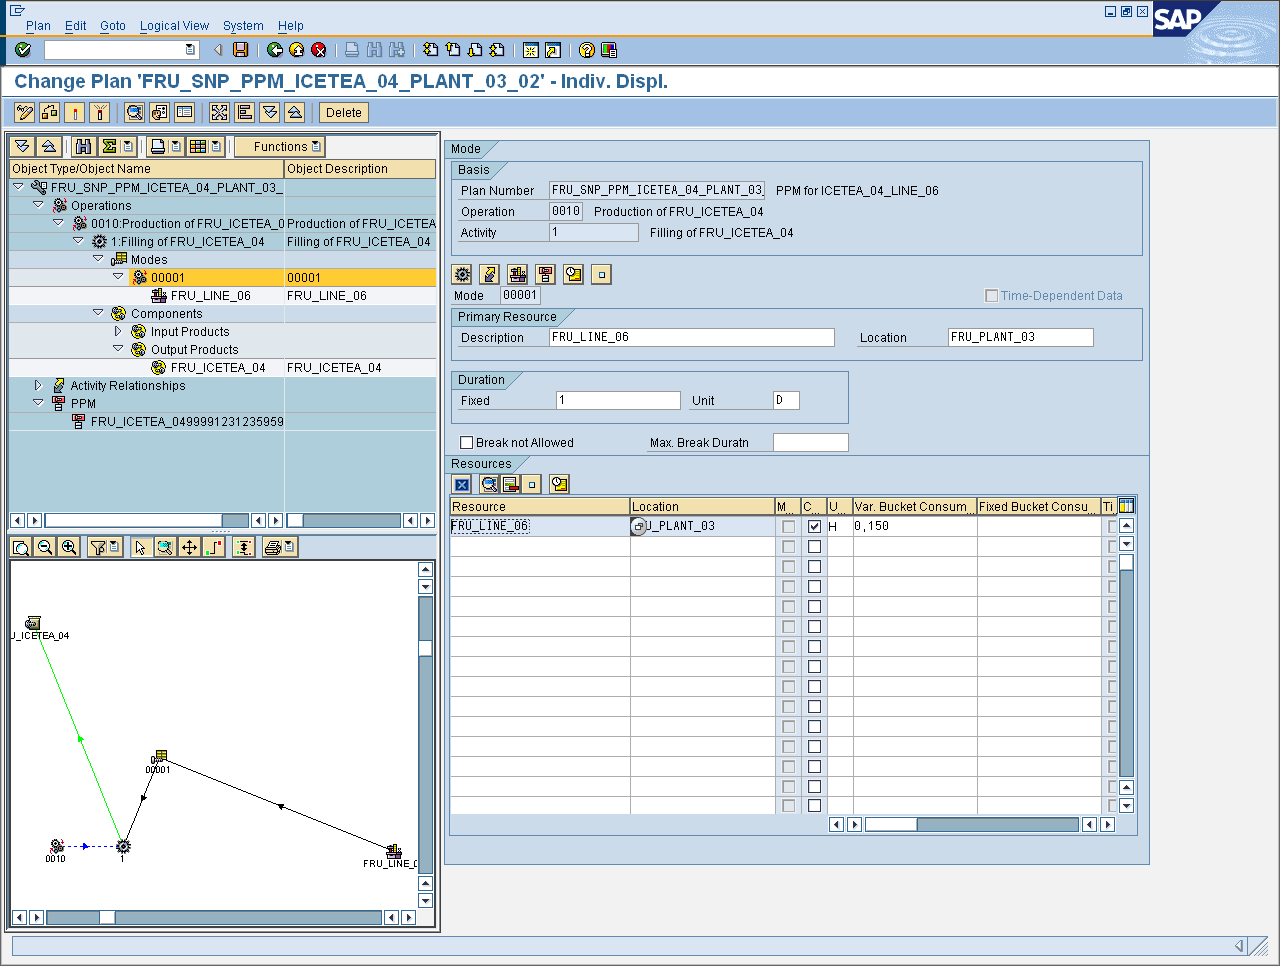 Plan Edit Goto Logical View System Help
SAP
Change Plan 'FRU_SNP_PPM_ICETEA_04_PLANT_03_02' - Indiv. Displ.
Delete
Functions
Object Type/Object Name Object Description
FRU_SNP_PPM_ICETEA_04_PLANT_03_
Operations
0010:Production of FRU_ICETEA_0 Production of FRU_ICETEA
1:Filling of FRU_ICETEA_04 Filling of FRU_ICETEA_04
Modes
00001 00001
FRU_LINE_06 FRU_LINE_06
Components
Input Products
Output Products
FRU_ICETEA_04 FRU_ICETEA_04
Activity Relationships
PPM
FRU_ICETEA_0499991231235959
U_ICETEA_04
00001
0010
1
FRU_LINE_0
Mode
Basis
Plan Number FRU_SNP_PPM_ICETEA_04_PLANT_03_ PPM for ICETEA_04_LINE_06
Operation 0010 Production of FRU_ICETEA_04
Activity 1 Filling of FRU_ICETEA_04
Mode 00001 Time-Dependent Data
Primary Resource
Description FRU_LINE_06 Location FRU_PLANT_03
Duration
Fixed 1 Unit D
Break not Allowed Max. Break Duratn
Resources
Resource Location M... C... U... Var. Bucket Consum... Fixed Bucket Consu... Ti
FRU_LINE_06 U_PLANT_03 H 0,150